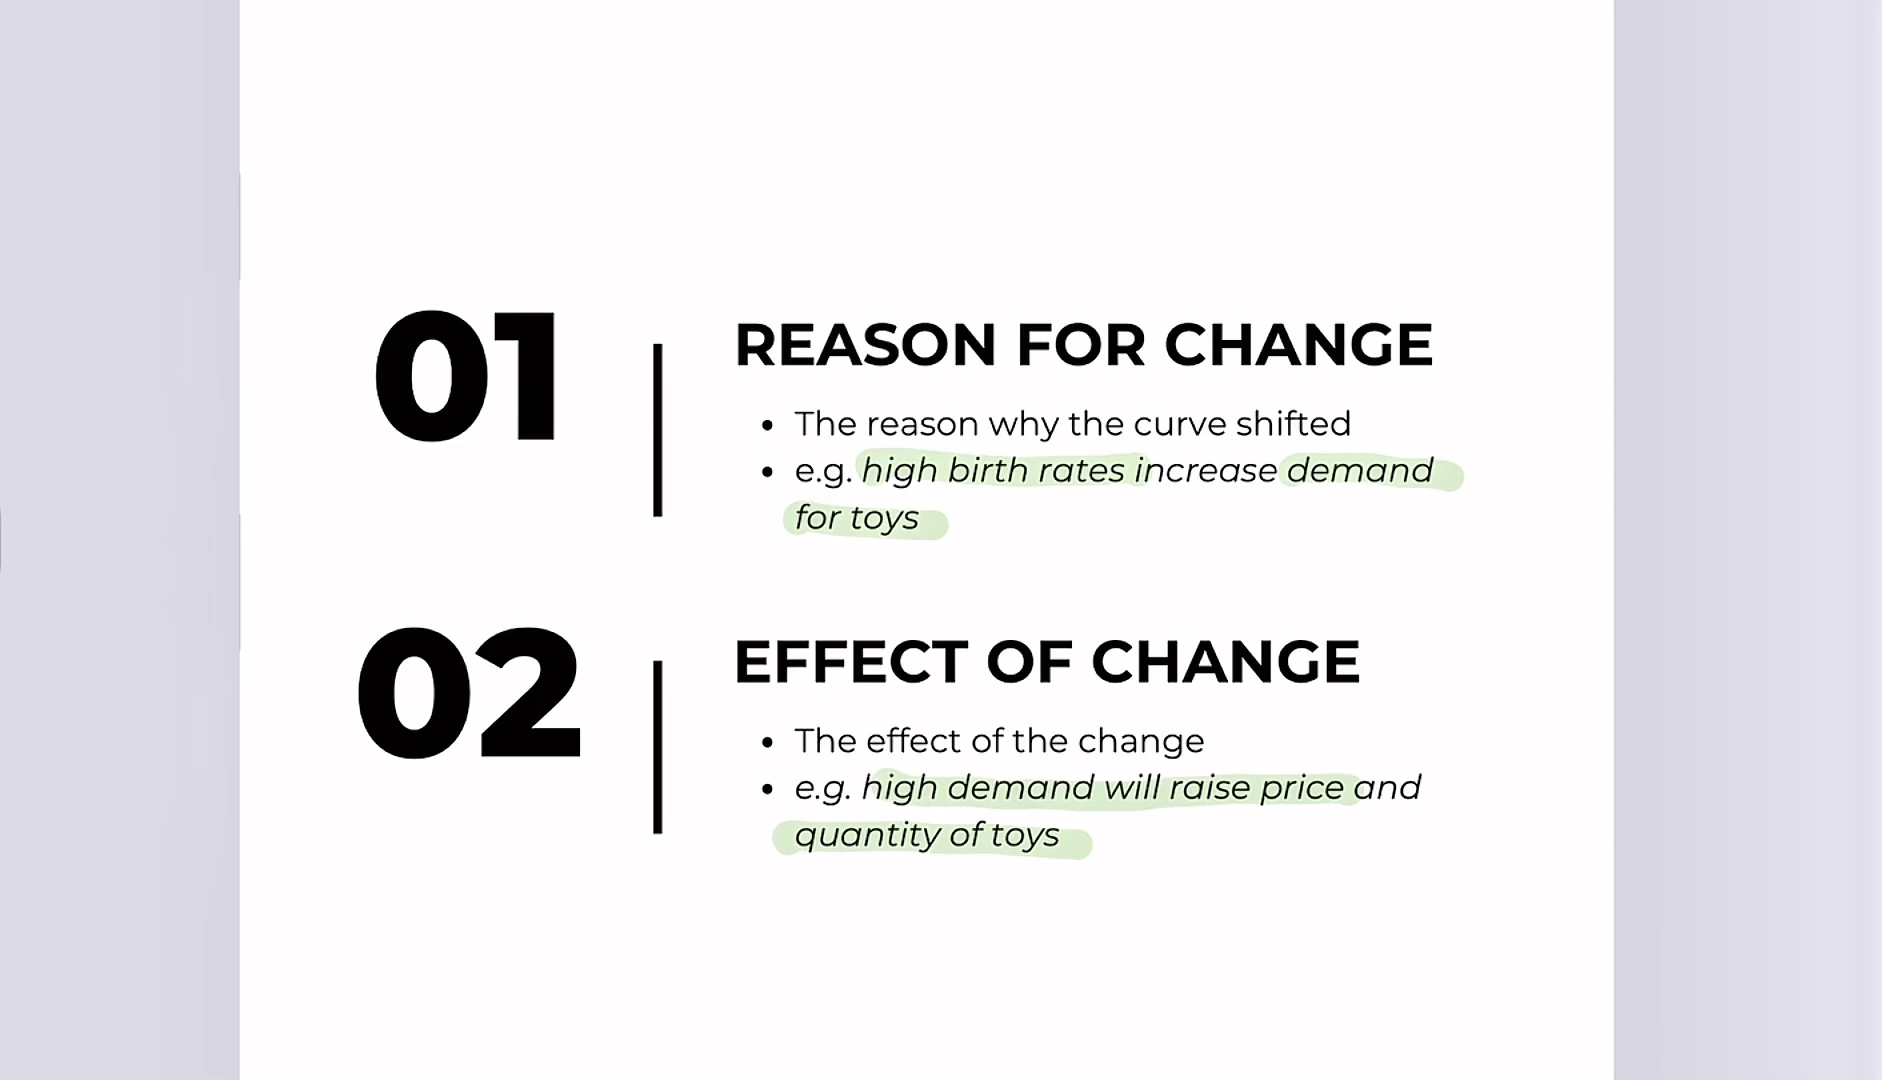 01
REASON FOR CHANGE
• The reason why the curve shifted
• e.g. high birth rates increase demand
for toys
02
EFFECT OF CHANGE
• The effect of the change
• e.g. high demand will raise price and
quantity of toys